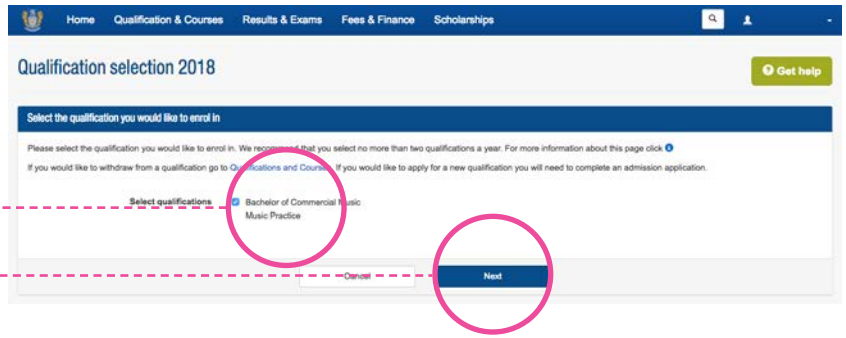 Home Qualification & Courses Results & Exams Fees & Finance Scholarships
Qualification selection 2018
Get help
Select the qualification you would like to enrol in
Please select the qualification you would like to enrol in. We recommend that you select no more than two qualifications a year. For more information about this page click
If you would like to withdraw from a qualification go to Qualifications and Courses. If you would like to apply for a new qualification you will need to complete an admission application.
Select qualifications Bachelor of Commercial Music
Music Practice
Cancel Next